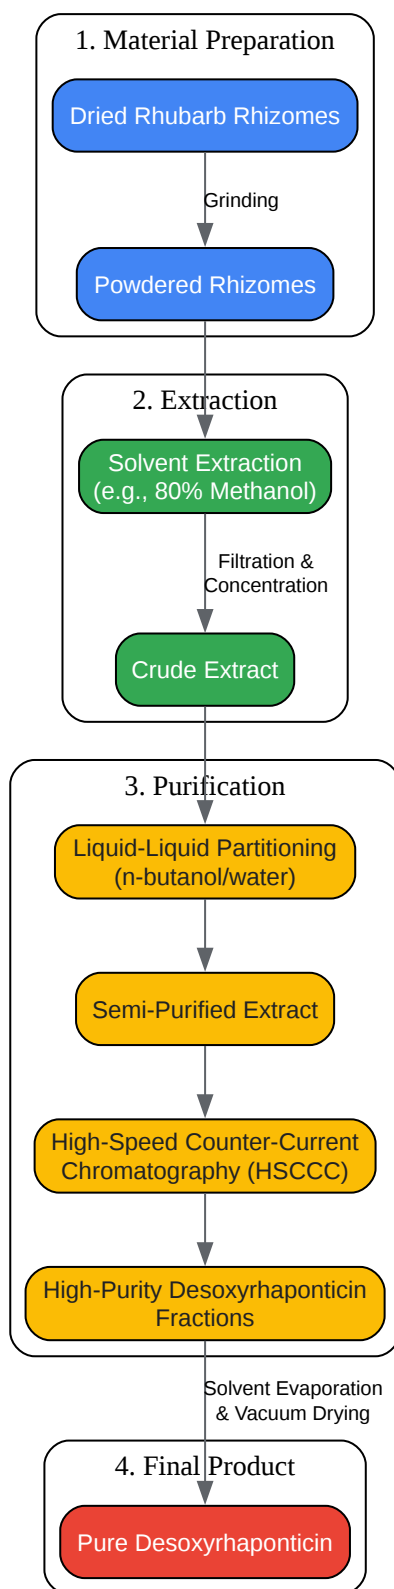 1. Material Preparation
Dried Rhubarb Rhizomes
Grinding
Powdered Rhizomes
2. Extraction
Solvent Extraction
(e.g., 80% Methanol)
Filtration &
Concentration
Crude Extract
3. Purification
Liquid-Liquid Partitioning
(n-butanol/water)
Semi-Purified Extract
High-Speed Counter-Current
Chromatography (HSCCC)
High-Purity Desoxyrhaponticin
Fractions
Solvent Evaporation
& Vacuum Drying
4. Final Product
Pure Desoxyrhaponticin